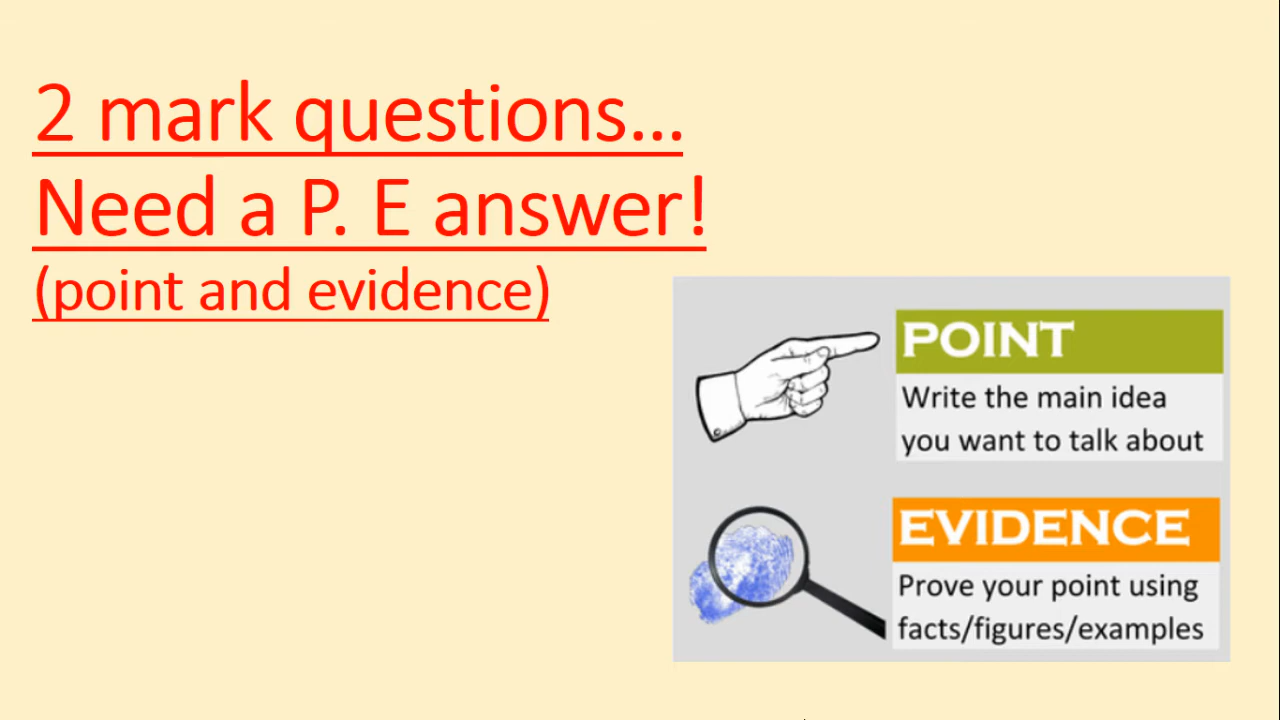 2 mark questions...
Need a P. E answer!
(point and evidence)
POINT
Write the main idea
you want to talk about
EVIDENCE
Prove your point using
facts/figures/examples